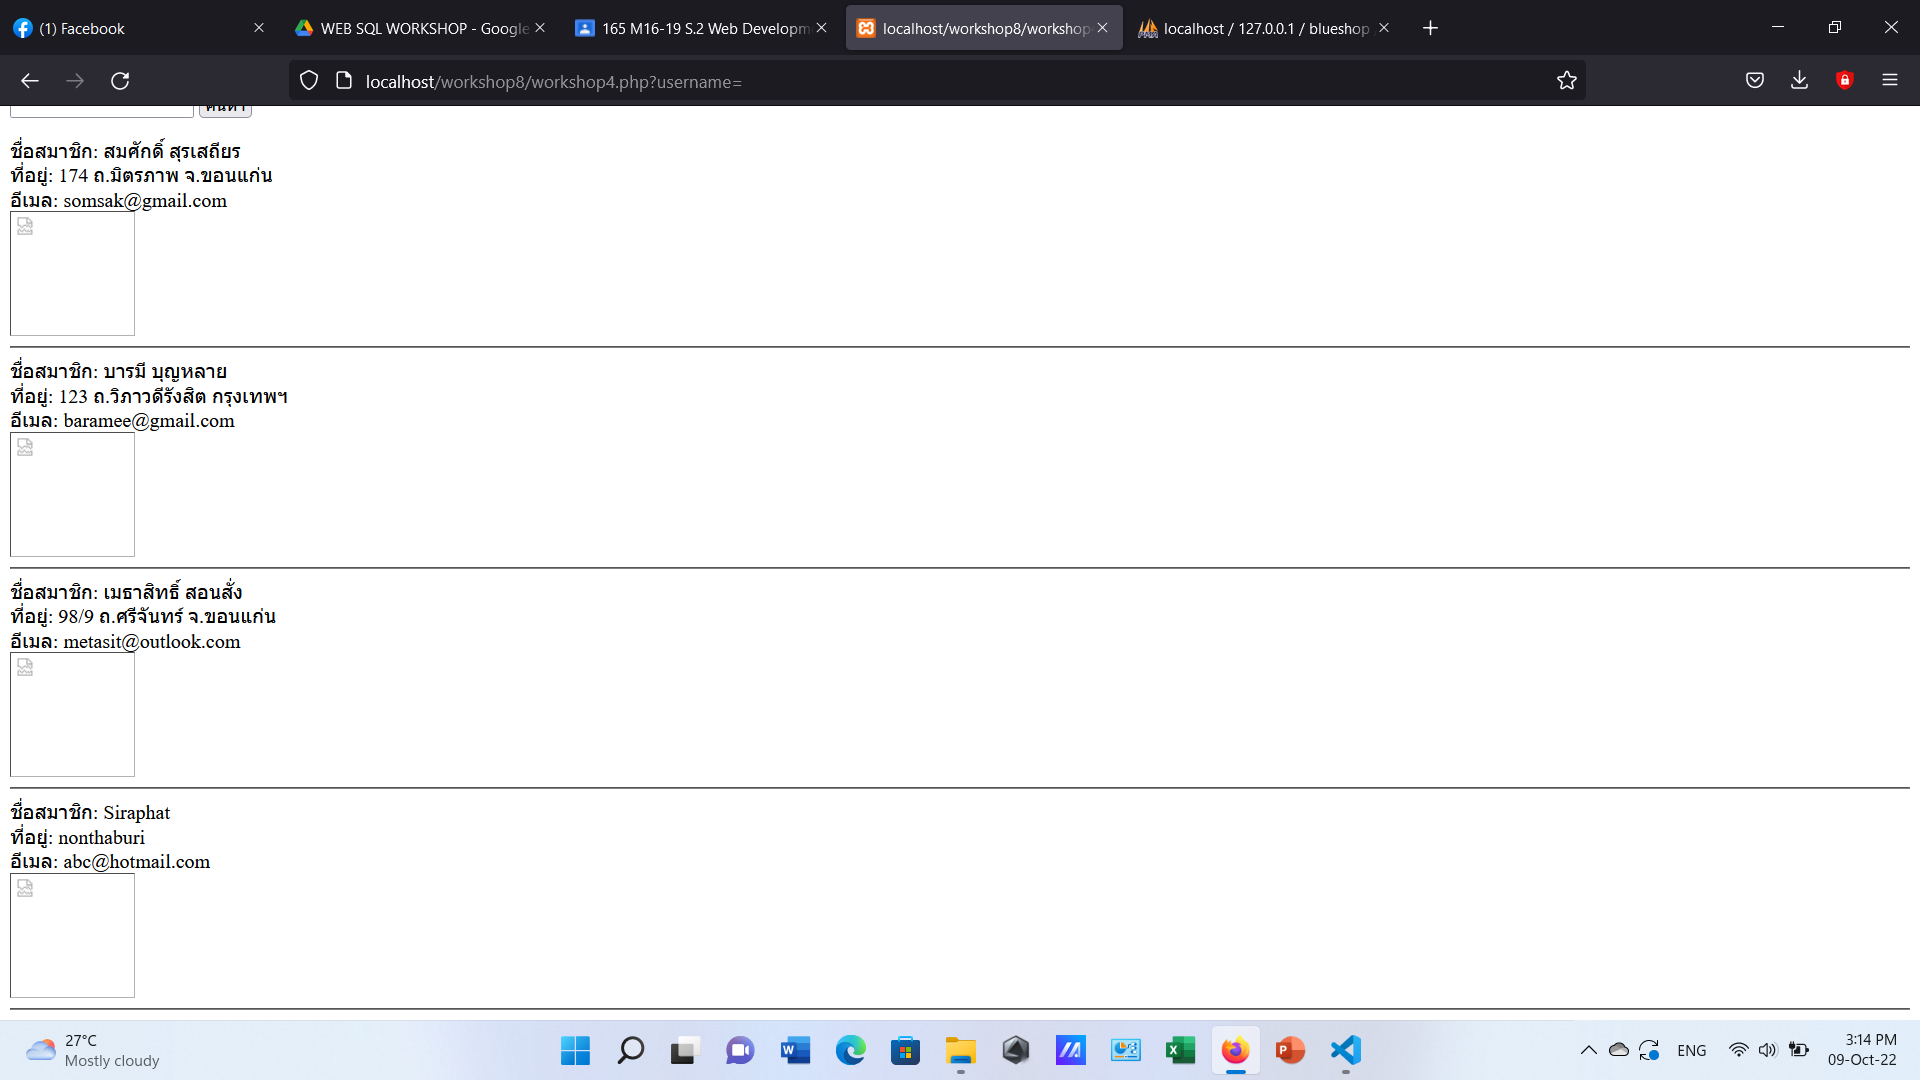 (1) Facebook
WEB SQL WORKSHOP - Google
165 M16-19 S.2 Web Developm
localhost/workshop8/workshop
localhost / 127.0.0.1 / blueshop
localhost/workshop8/workshop4.php?username=
ค้นหา
ชื่อสมาชิก: สมศักดิ์ สุรเสถียร
ที่อยู่: 174 ถ.มิตรภาพ จ.ขอนแก่น
อีเมล: somsak@gmail.com
ชื่อสมาชิก: บารมี บุญหลาย
ที่อยู่: 123 ถ.วิภาวดีรังสิต กรุงเทพฯ
อีเมล: baramee@gmail.com
ชื่อสมาชิก: เมธาสิทธิ์ สอนสั่ง
ที่อยู่: 98/9 ถ.ศรีจันทร์ จ.ขอนแก่น
อีเมล: metasit@outlook.com
ชื่อสมาชิก: Siraphat
ที่อยู่: nonthaburi
อีเมล: abc@hotmail.com
27°C
Mostly cloudy
ENG
3:14 PM
09-Oct-22